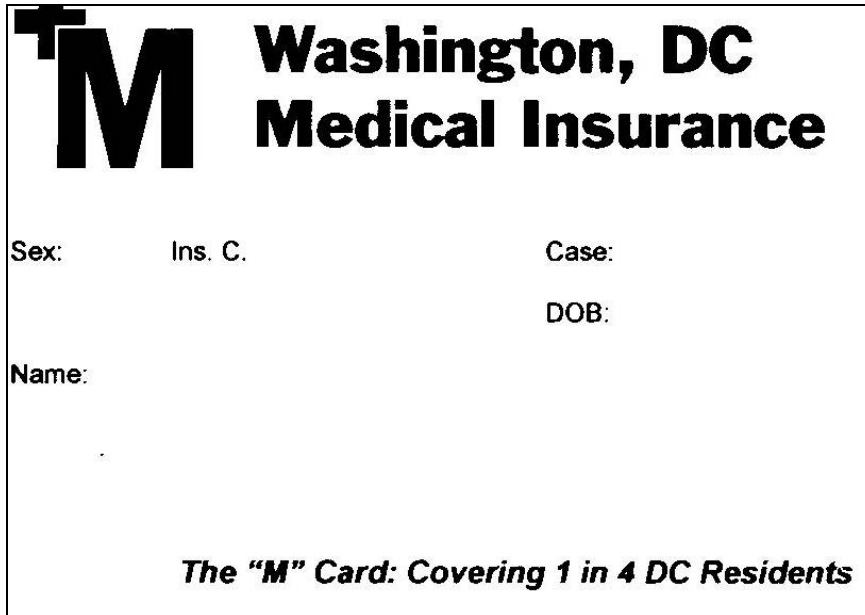 M Washington, DC
Medical Insurance
Sex: Ins. C. Case:
DOB:
Name:
The “M” Card: Covering 1 in 4 DC Residents